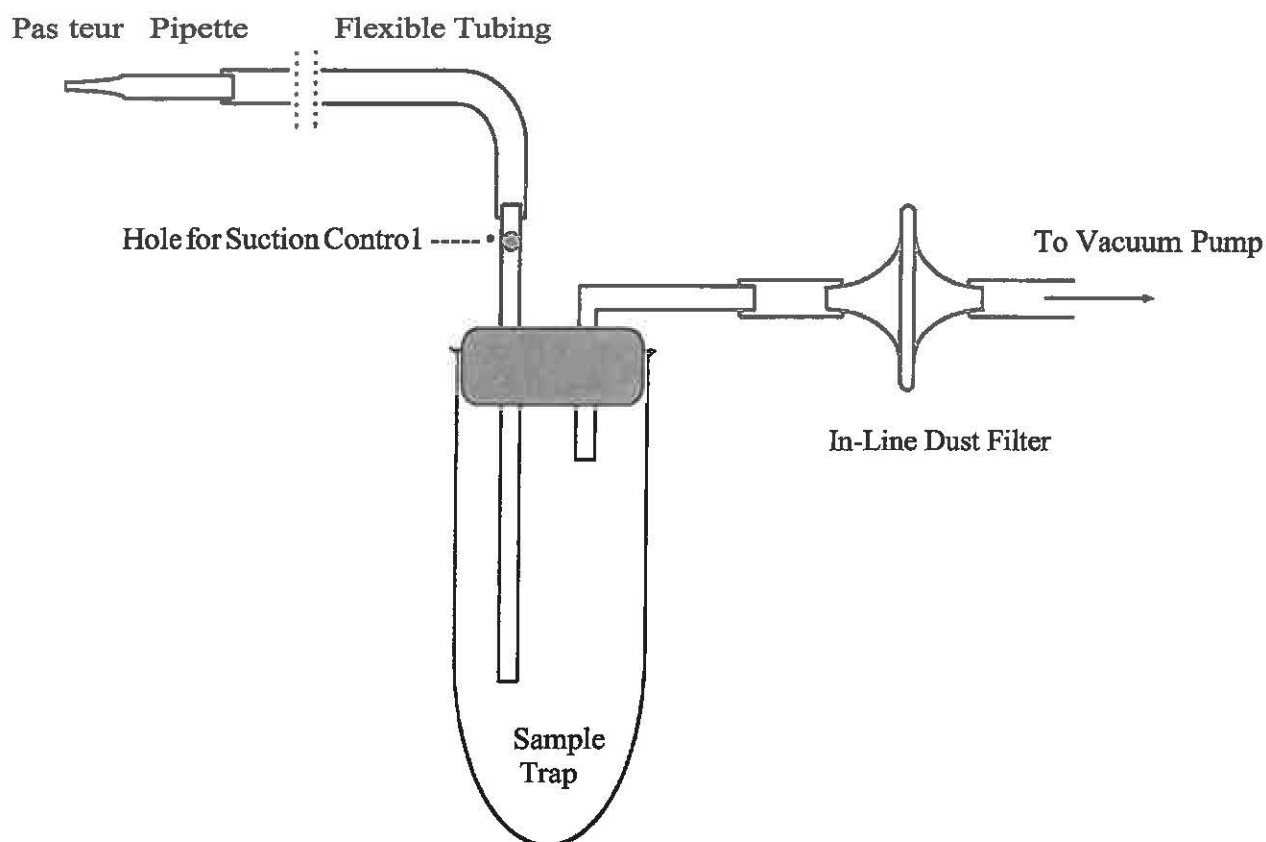 Pas teur Pipette Flexible Tubing
Hole for Suction Contro1
To Vacuum Pump
In-Line Dust Filter
Sample
Trap